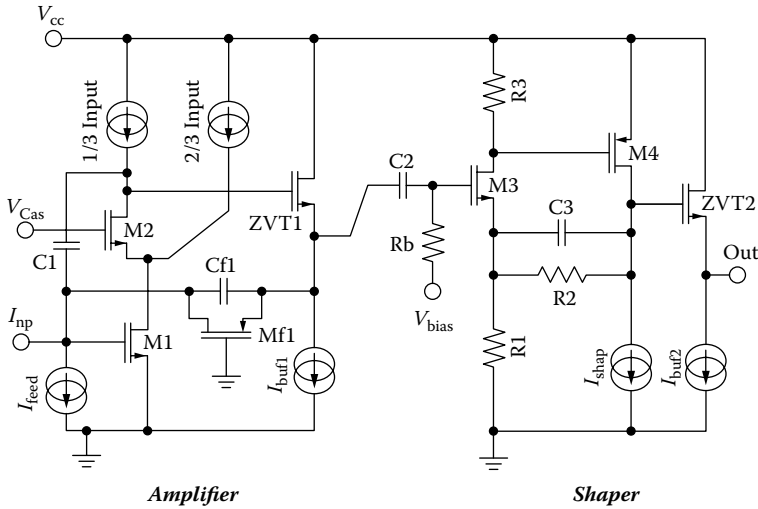 Vcc
1/3 Input
2/3 Input
R3
M4
C2
M3
ZVT1
VCas
M2
C1
Cf1
Rb
C3
ZVT2
Out
R2
Inp
M1
Mf1
Vbias
R1
Ifeed
Ibuf1
Ishap
Ibuf2
Amplifier
Shaper